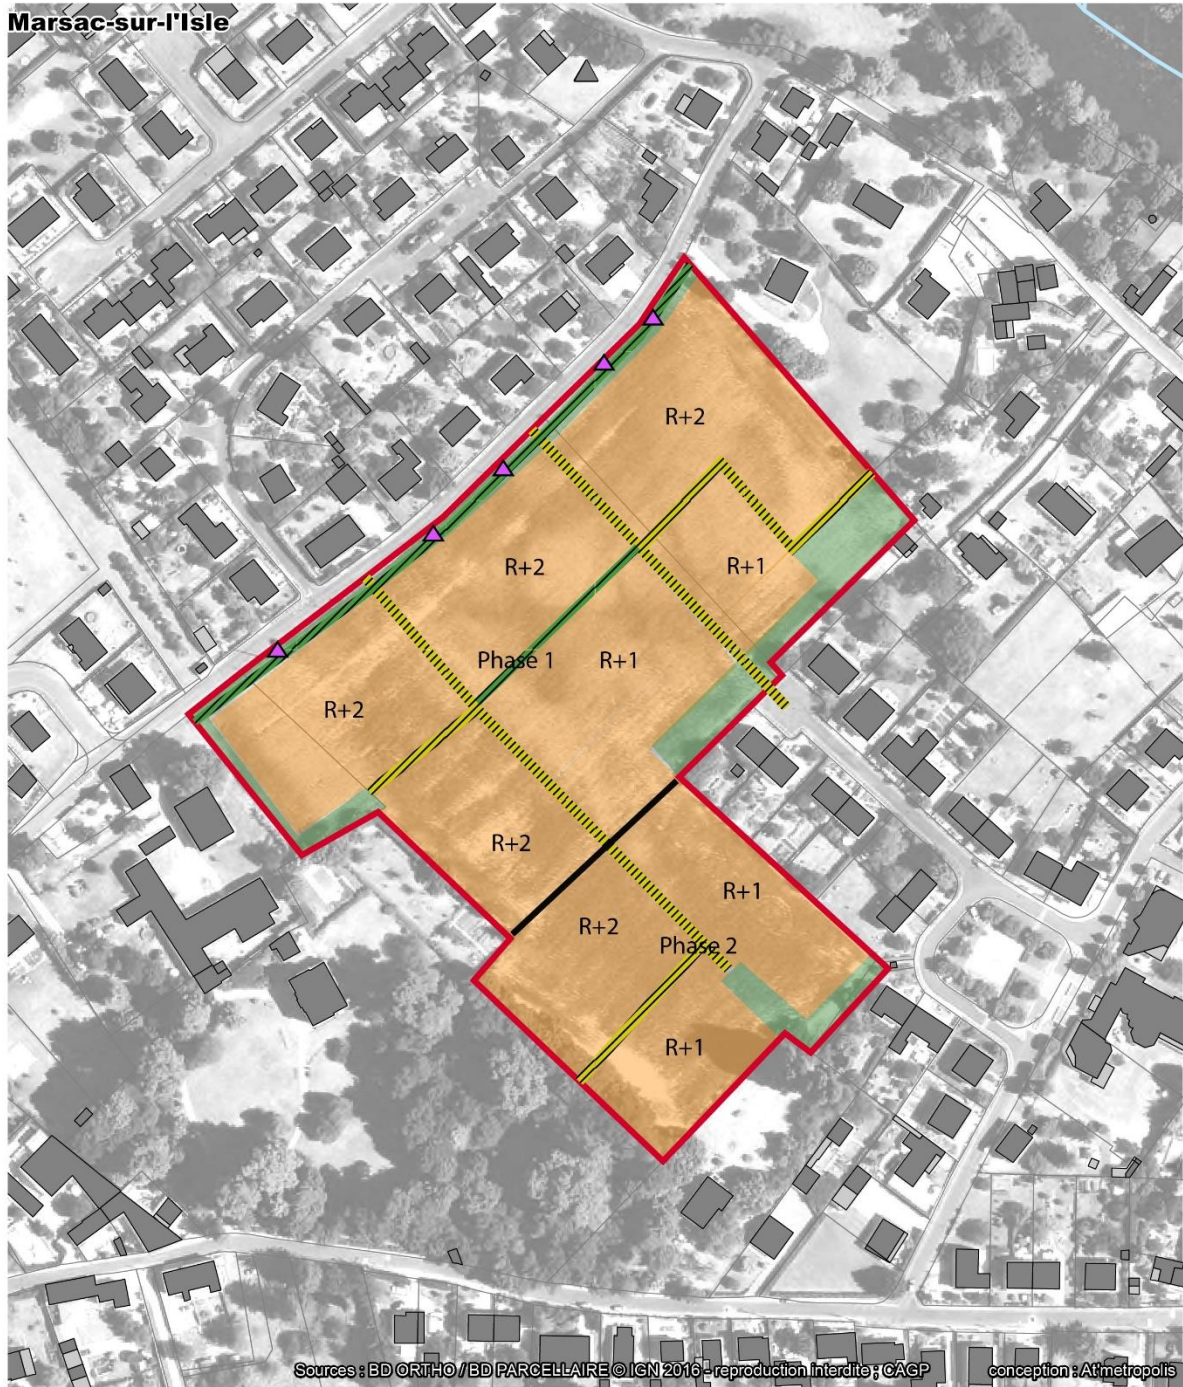 Marsac-sur-l'Isle
R+2
R+2
R+1
Phase 1
R+1
R+2
R+2
R+1
R+2
Phase 2
R+1
Sources : BD ORTHO / BD PARCELLAIRE © IGN 2016 - reproduction interdite ; CAGP
conception : At'metropolis